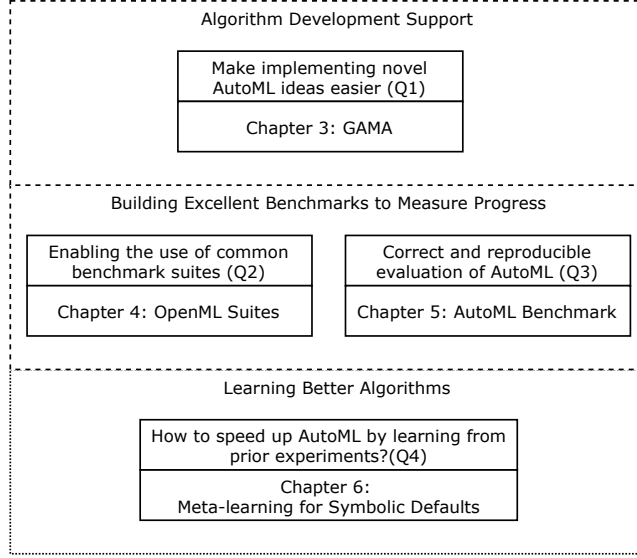 Algorithm Development Support
Make implementing novel
AutoML ideas easier (Q1)
Chapter 3: GAMA
Building Excellent Benchmarks to Measure Progress
Enabling the use of common
benchmark suites (Q2)
Chapter 4: OpenML Suites
Correct and reproducible
evaluation of AutoML (Q3)
Chapter 5: AutoML Benchmark
Learning Better Algorithms
How to speed up AutoML by learning from
prior experiments?(Q4)
Chapter 6:
Meta-learning for Symbolic Defaults